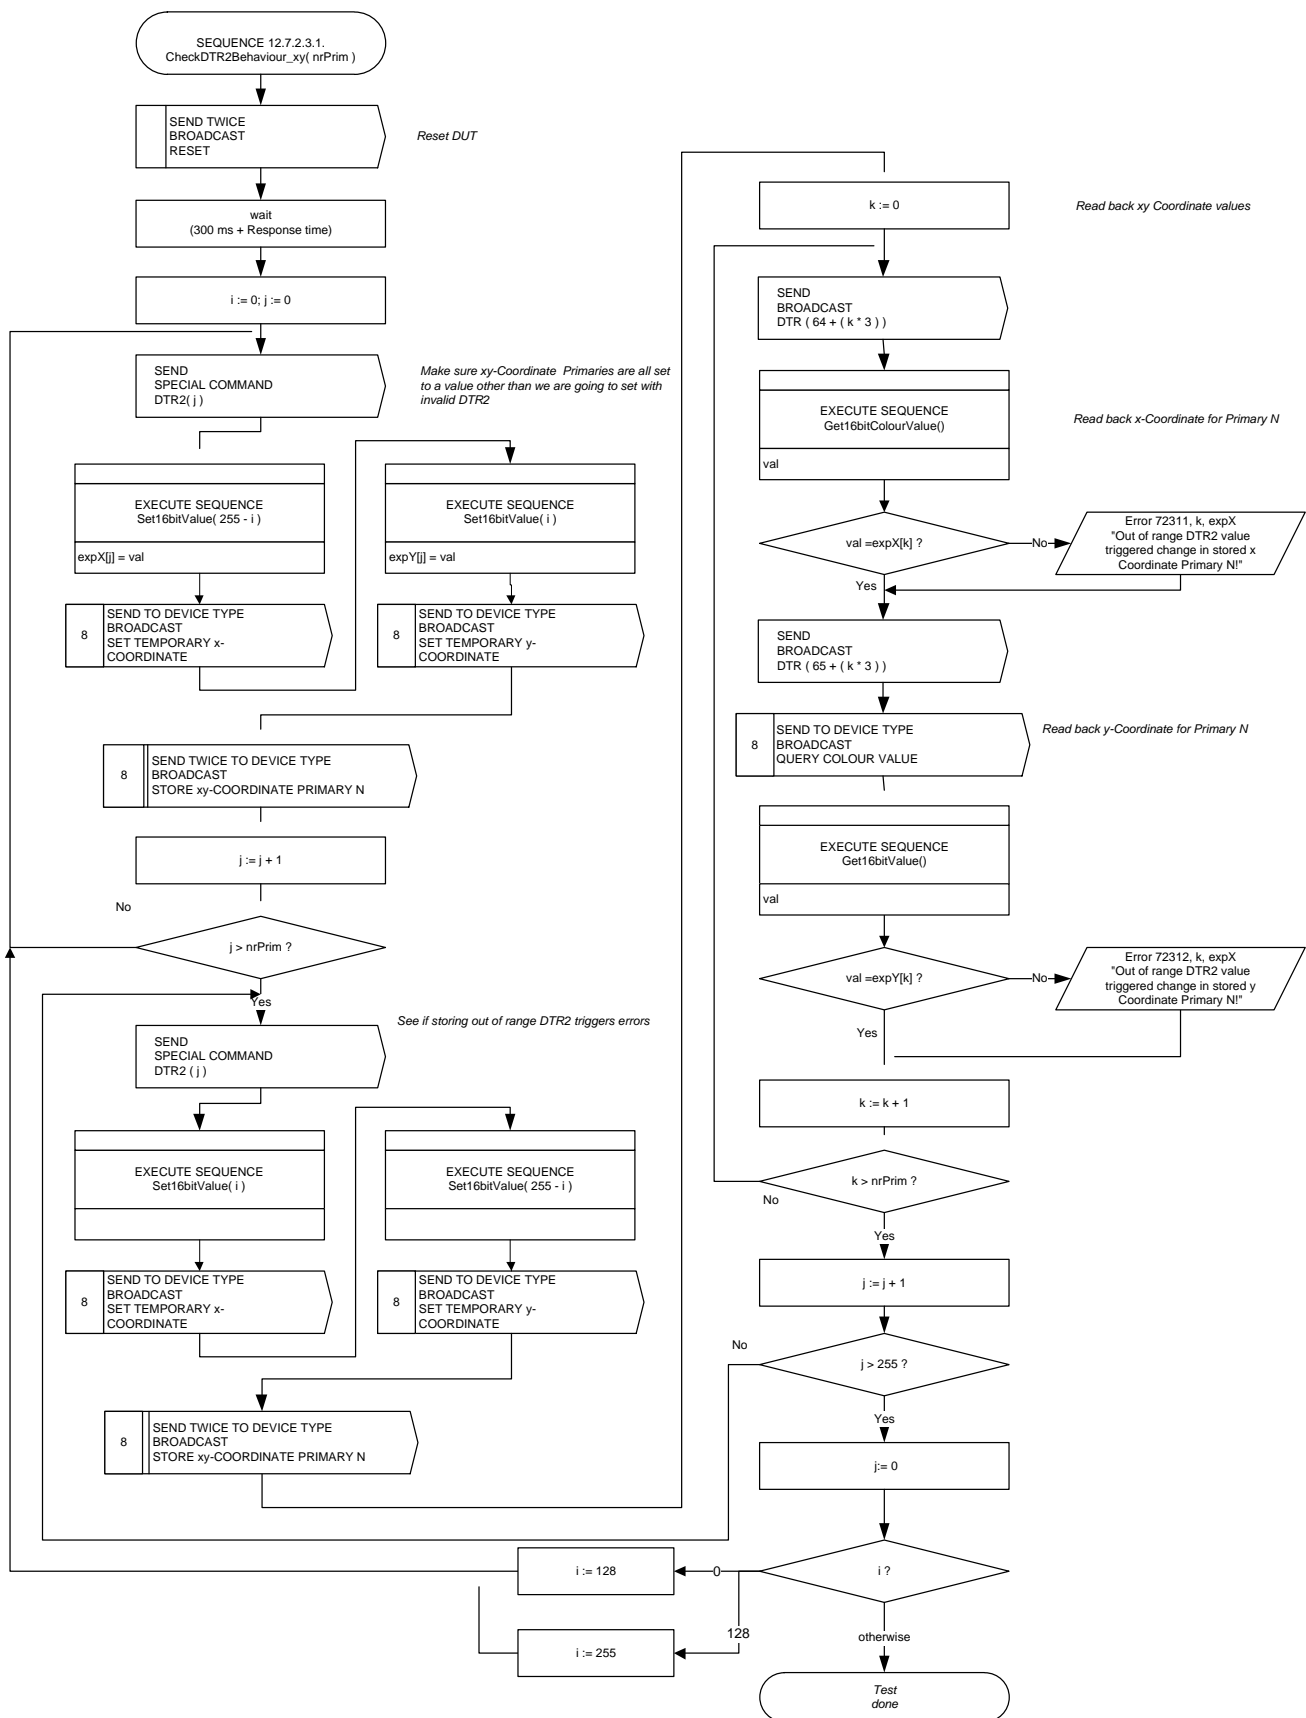 SEQUENCE 12.7.2.3.1.
CheckDTR2Behaviour_xy( nrPrim )
SEND TWICE
BROADCAST
RESET
Reset DUT
wait
(300 ms + Response time)
i := 0; j := 0
SEND
SPECIAL COMMAND
DTR2( j )
Make sure xy-Coordinate Primaries are all set
to a value other than we are going to set with
invalid DTR2
EXECUTE SEQUENCE
Set16bitValue( 255 - i )
expX[j] = val
EXECUTE SEQUENCE
Set16bitValue( i )
expY[j] = val
8
SEND TO DEVICE TYPE
BROADCAST
SET TEMPORARY x-
COORDINATE
8
SEND TO DEVICE TYPE
BROADCAST
SET TEMPORARY y-
COORDINATE
8
SEND TWICE TO DEVICE TYPE
BROADCAST
STORE xy-COORDINATE PRIMARY N
j := j + 1
No
j > nrPrim ?
Yes
See if storing out of range DTR2 triggers errors
SEND
SPECIAL COMMAND
DTR2 ( j )
EXECUTE SEQUENCE
Set16bitValue( i )
EXECUTE SEQUENCE
Set16bitValue( 255 - i )
8
SEND TO DEVICE TYPE
BROADCAST
SET TEMPORARY x-
COORDINATE
8
SEND TO DEVICE TYPE
BROADCAST
SET TEMPORARY y-
COORDINATE
8
SEND TWICE TO DEVICE TYPE
BROADCAST
STORE xy-COORDINATE PRIMARY N
k := 0
Read back xy Coordinate values
SEND
BROADCAST
DTR ( 64 + ( k * 3 ) )
EXECUTE SEQUENCE
Get16bitColourValue()
val
Read back x-Coordinate for Primary N
val =expX[k] ?
No
Error 72311, k, expX
"Out of range DTR2 value
triggered change in stored x
Coordinate Primary N!"
Yes
SEND
BROADCAST
DTR ( 65 + ( k * 3 ) )
8
SEND TO DEVICE TYPE
BROADCAST
QUERY COLOUR VALUE
Read back y-Coordinate for Primary N
EXECUTE SEQUENCE
Get16bitValue()
val
val =expY[k] ?
No
Error 72312, k, expX
"Out of range DTR2 value
triggered change in stored y
Coordinate Primary N!"
Yes
k := k + 1
k > nrPrim ?
No
Yes
j := j + 1
No
j > 255 ?
Yes
j:= 0
i ?
0
i := 128
128
i := 255
otherwise
Test
done